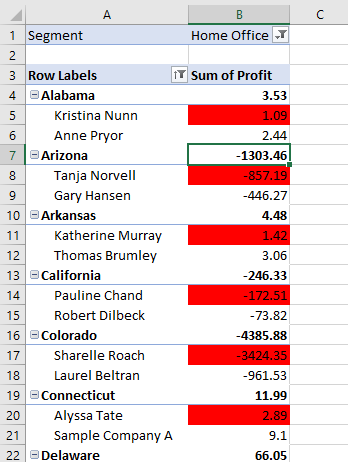 A B C
1 Segment Home Office
2
3 Row Labels Sum of Profit
4 Alabama 3.53
5 Kristina Nunn 1.09
6 Anne Pryor 2.44
7 Arizona -1303.46
8 Tanja Norvell -857.19
9 Gary Hansen -446.27
10 Arkansas 4.48
11 Katherine Murray 1.42
12 Thomas Brumley 3.06
13 California -246.33
14 Pauline Chand -172.51
15 Robert Dilbeck -73.82
16 Colorado -4385.88
17 Sharelle Roach -3424.35
18 Laurel Beltran -961.53
19 Connecticut 11.99
20 Alyssa Tate 2.89
21 Sample Company A 9.1
22 Delaware 66.05